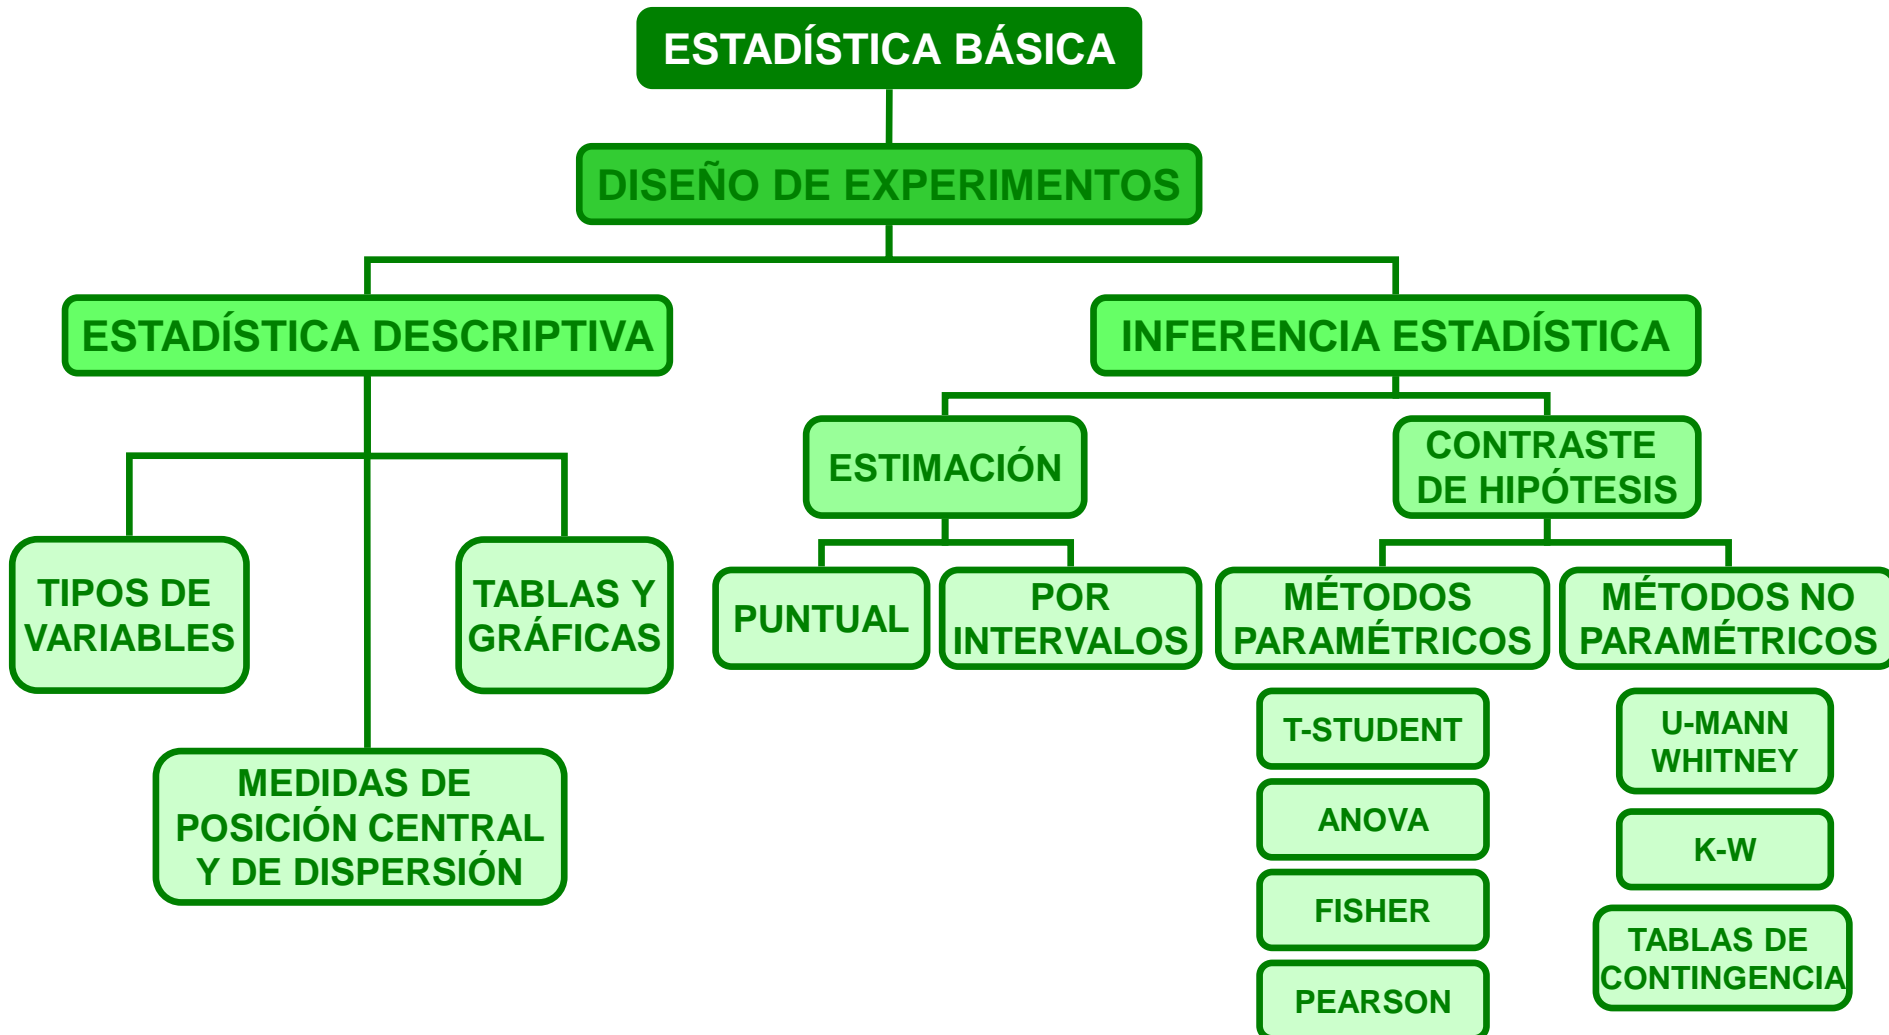 ESTADÍSTICA BÁSICA
DISEÑO DE EXPERIMENTOS
ESTADÍSTICA DESCRIPTIVA
INFERENCIA ESTADÍSTICA
ESTIMACIÓN
CONTRASTE
DE HIPÓTESIS
TIPOS DE
VARIABLES
TABLAS Y
GRÁFICAS
MEDIDAS DE
POSICIÓN CENTRAL
Y DE DISPERSIÓN
PUNTUAL
POR
INTERVALOS
MÉTODOS
PARAMÉTRICOS
MÉTODOS NO
PARAMÉTRICOS
T-STUDENT
ANOVA
FISHER
PEARSON
U-MANN
WHITNEY
K-W
TABLAS DE
CONTINGENCIA